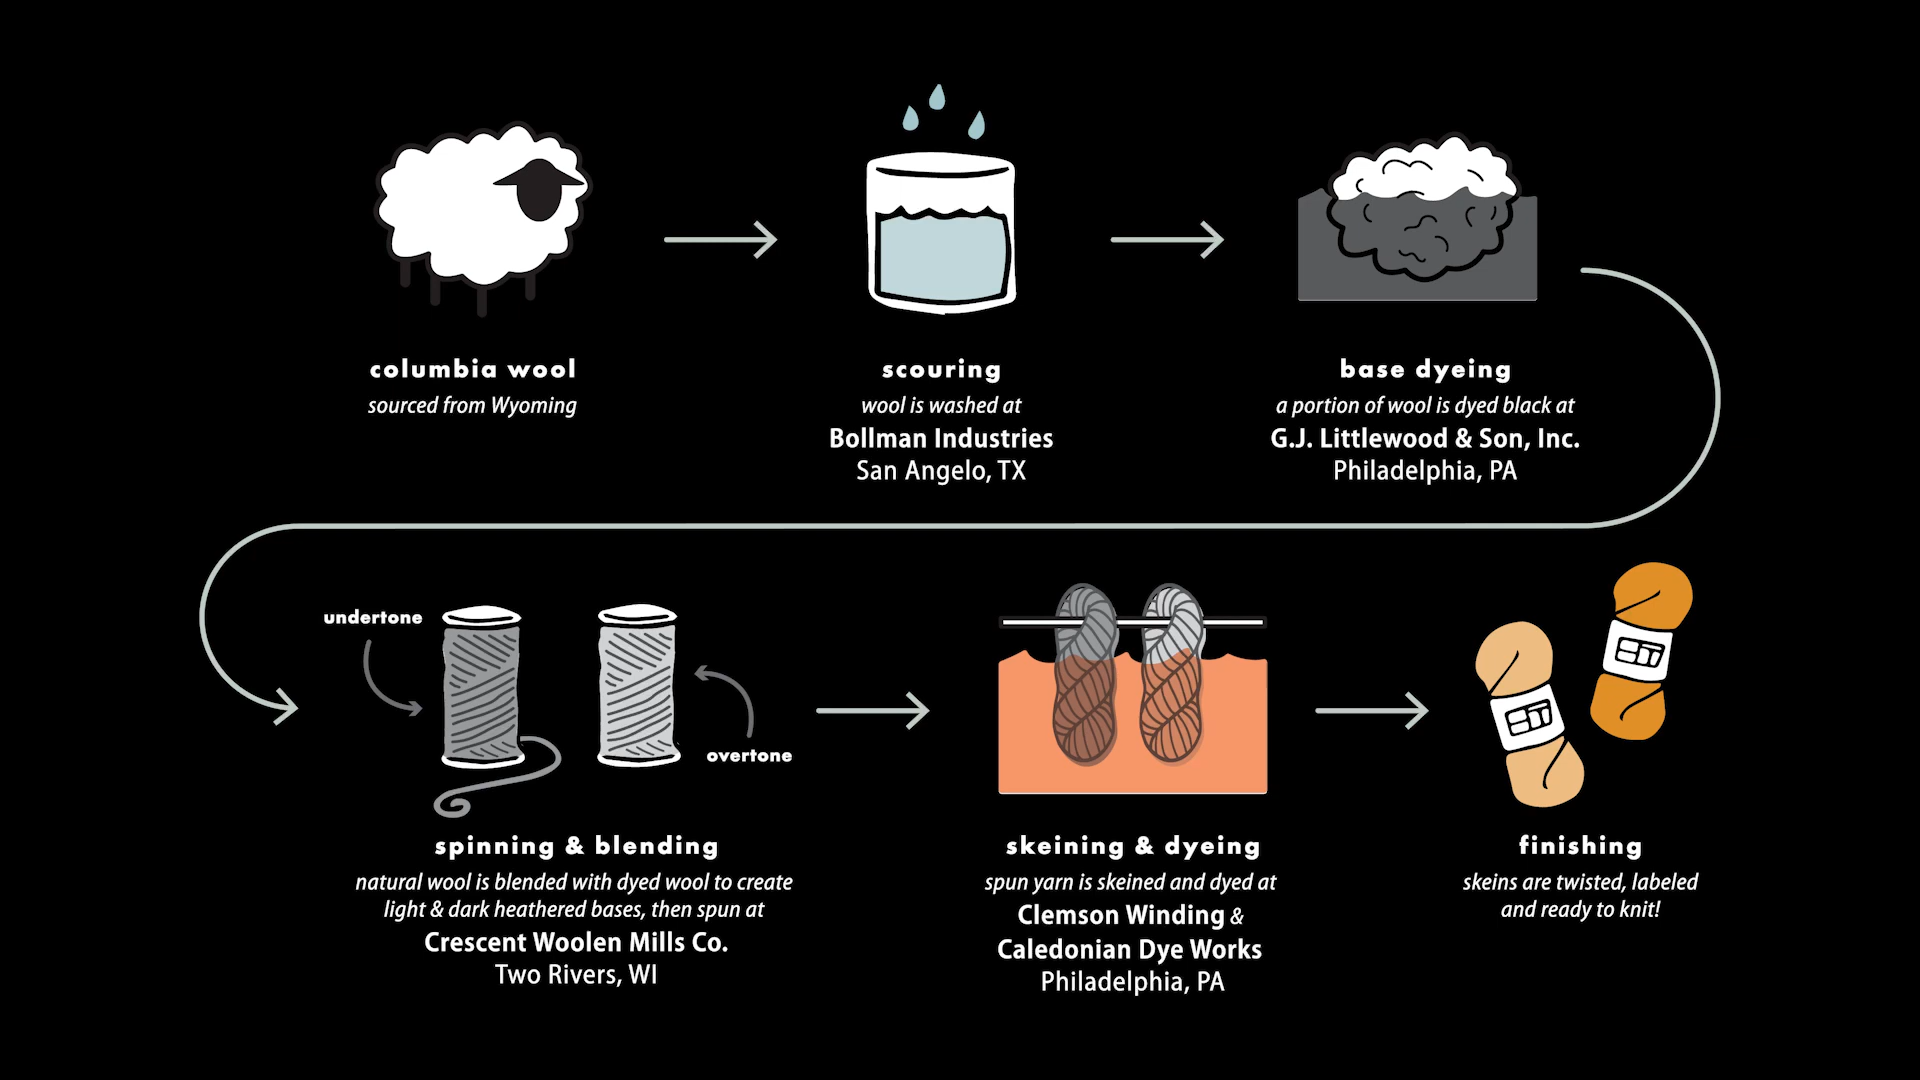 columbia wool
sourced from Wyoming
scouring
wool is washed at
Bollman Industries
San Angelo, TX
base dyeing
a portion of wool is dyed black at
G.J. Littlewood & Son, Inc.
Philadelphia, PA
undertone
overtone
spinning & blending
natural wool is blended with dyed wool to create
light & dark heathered bases, then spun at
Crescent Woolen Mills Co.
Two Rivers, WI
skeining & dyeing
spun yarn is skeined and dyed at
Clemson Winding &
Caledonian Dye Works
Philadelphia, PA
finishing
skeins are twisted, labeled
and ready to knit!